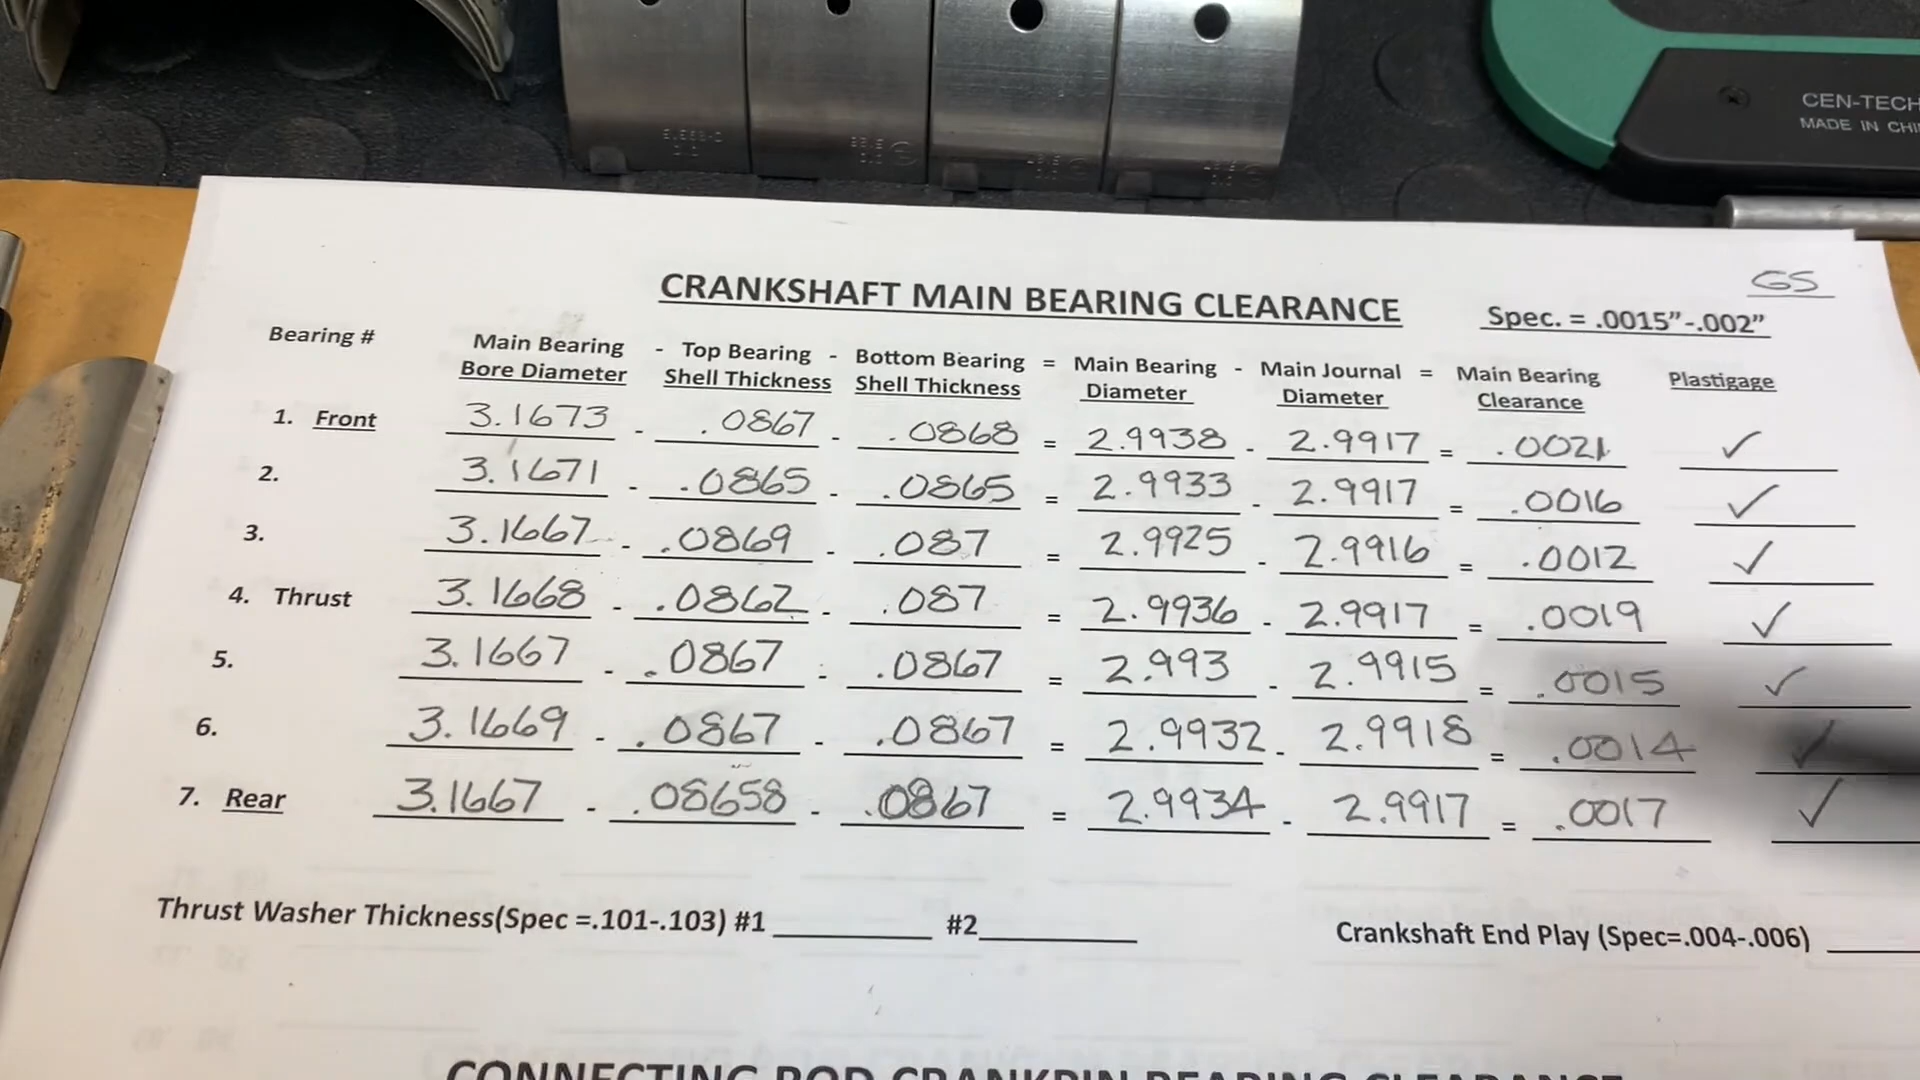 CEN-TECH
MADE IN CHI
GS
CRANKSHAFT MAIN BEARING CLEARANCE
Spec. = .0015”-.002”
Bearing # Main Bearing Bore Diameter - Top Bearing Shell Thickness - Bottom Bearing Shell Thickness = Main Bearing Diameter - Main Journal Diameter = Main Bearing Clearance Plastigage
1. Front 3.1673 - .0867 - .0868 = 2.9938 - 2.9917 = .0021 ✓
2. 3.1671 - .0865 - .0865 = 2.9933 - 2.9917 = .0016 ✓
3. 3.1667 - .0869 - .087 = 2.9925 - 2.9916 = .0012 ✓
4. Thrust 3.1668 - .0862 - .087 = 2.9936 - 2.9917 = .0019 ✓
5. 3.1667 - .0867 - .0867 = 2.993 - 2.9915 = .0015 ✓
6. 3.1669 - .0867 - .0867 = 2.9932 - 2.9918 = .0014 ✓
7. Rear 3.1667 - .08658 - .0867 = 2.9934 - 2.9917 = .0017 ✓
Thrust Washer Thickness(Spec =.101-.103) #1 #2 Crankshaft End Play (Spec=.004-.006)
CONNECTING ROD CRANKPIN BEARING CLEARANCE